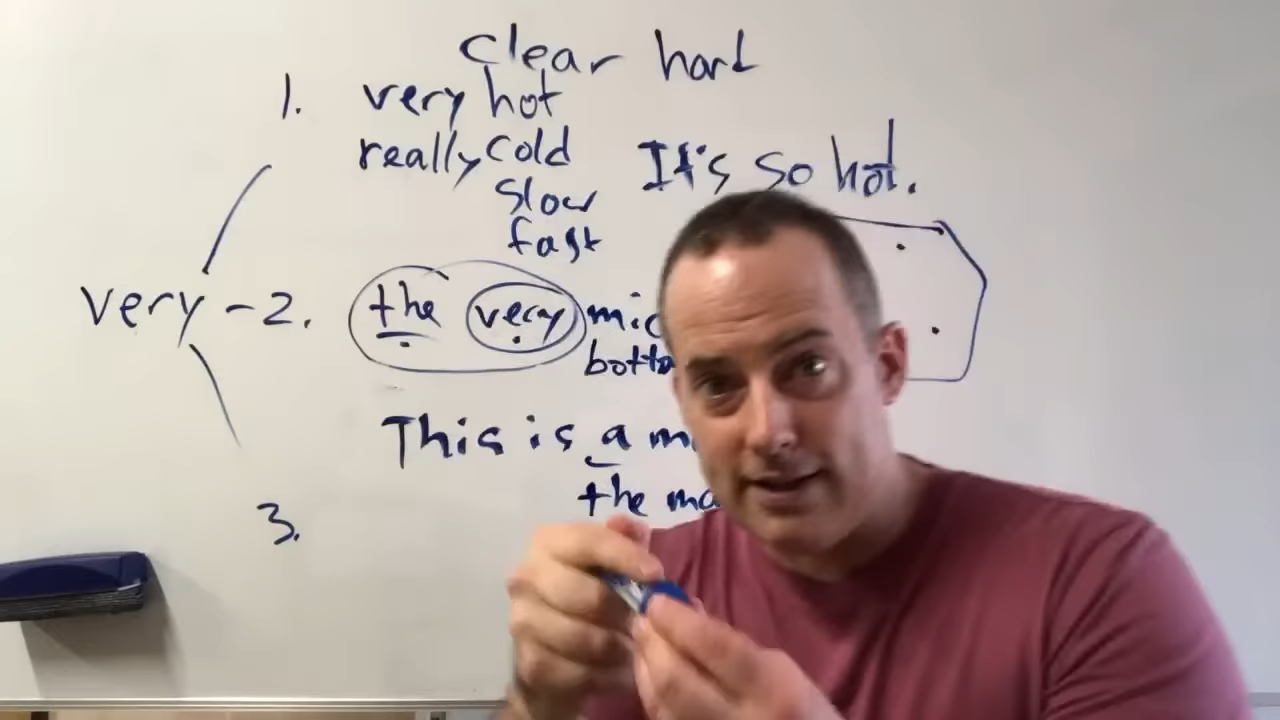 clear hard
1. very hot
really cold
It's so hot.
slow
fast
very - 2. the very
This is a
the
3.